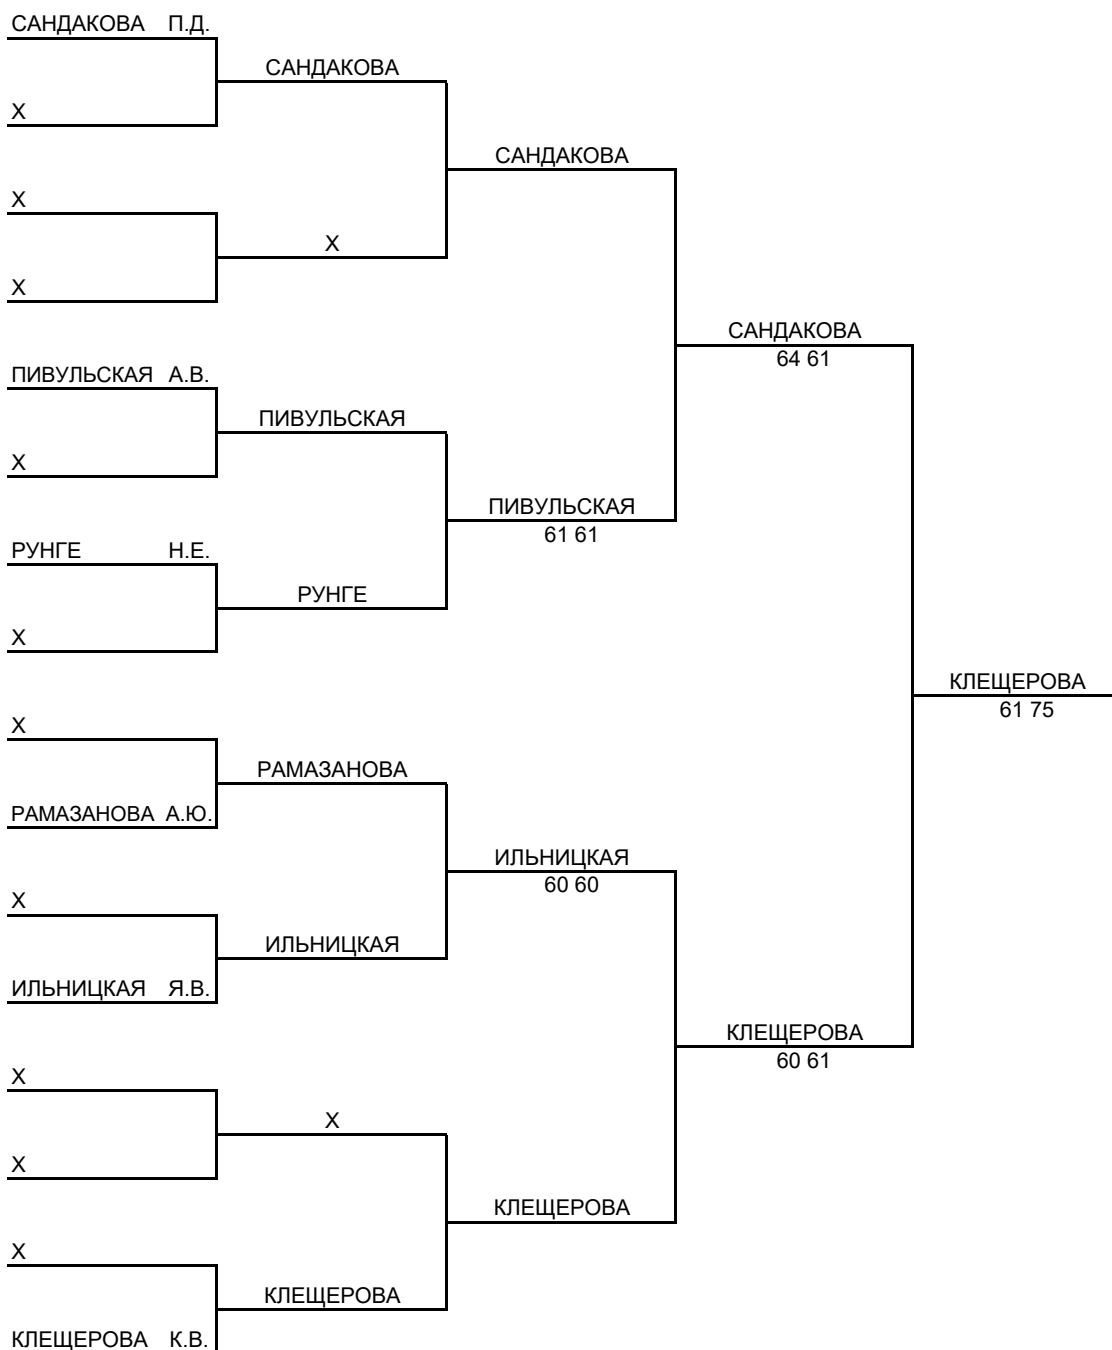 САНДАКОВА П.Д.
САНДАКОВА
X
САНДАКОВА
X
X
X
САНДАКОВА
64 61
ПИВУЛЬСКАЯ А.В.
ПИВУЛЬСКАЯ
X
ПИВУЛЬСКАЯ
61 61
РУНГЕ Н.Е.
РУНГЕ
X
КЛЕЩЕРОВА
61 75
X
РАМАЗАНОВА
РАМАЗАНОВА А.Ю.
ИЛЬНИЦКАЯ
60 60
X
ИЛЬНИЦКАЯ
ИЛЬНИЦКАЯ Я.В.
КЛЕЩЕРОВА
60 61
X
X
X
КЛЕЩЕРОВА
X
КЛЕЩЕРОВА
КЛЕЩЕРОВА К.В.